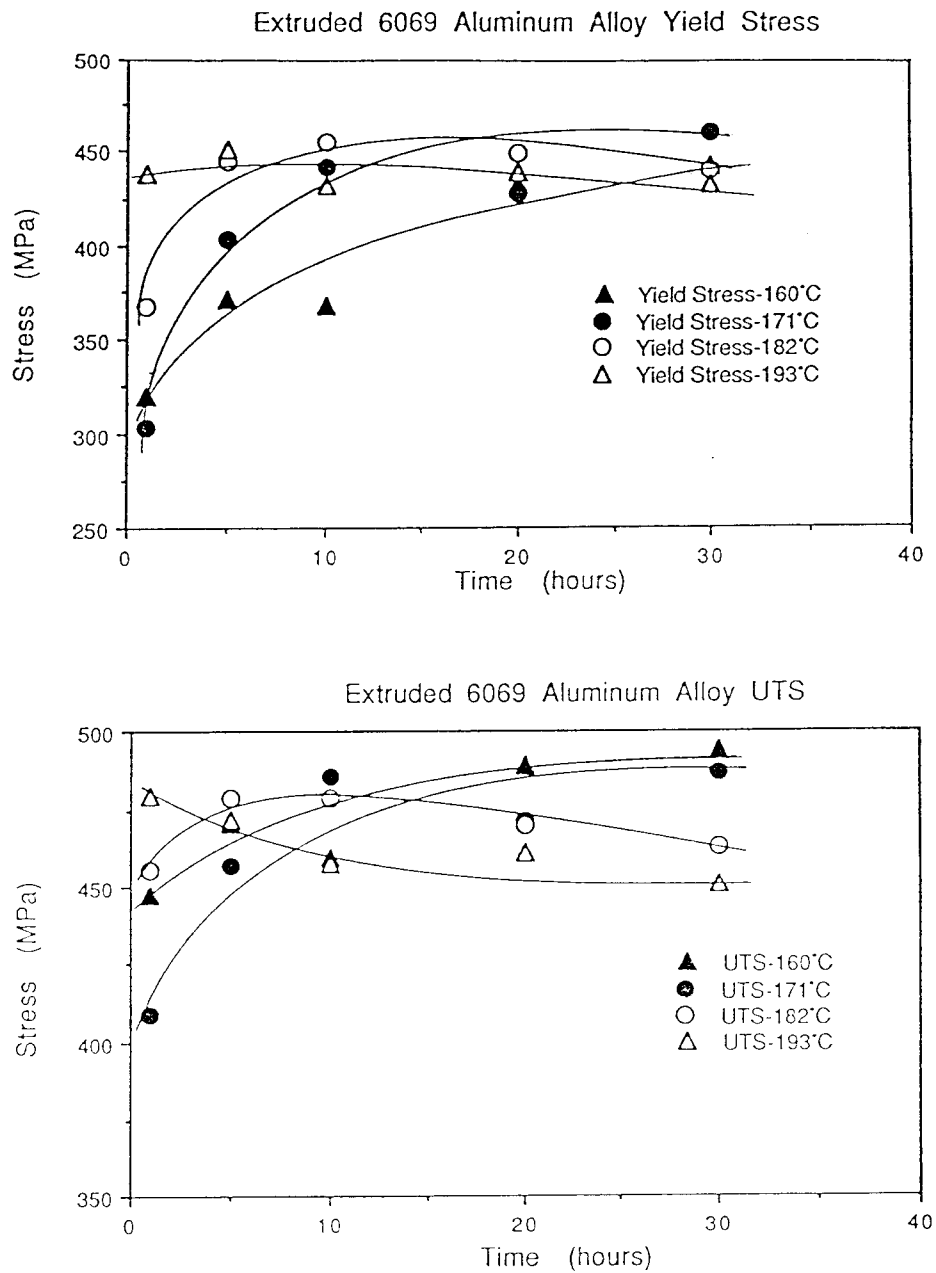 Extruded 6069 Aluminum Alloy Yield Stress
500
450
400
350
300
250
Stress (MPa)
▲ Yield Stress-160°C
● Yield Stress-171°C
○ Yield Stress-182°C
△ Yield Stress-193°C
0 10 20 30 40
Time (hours)
Extruded 6069 Aluminum Alloy UTS
500
450
400
350
Stress (MPa)
▲ UTS-160°C
● UTS-171°C
○ UTS-182°C
△ UTS-193°C
0 10 20 30 40
Time (hours)